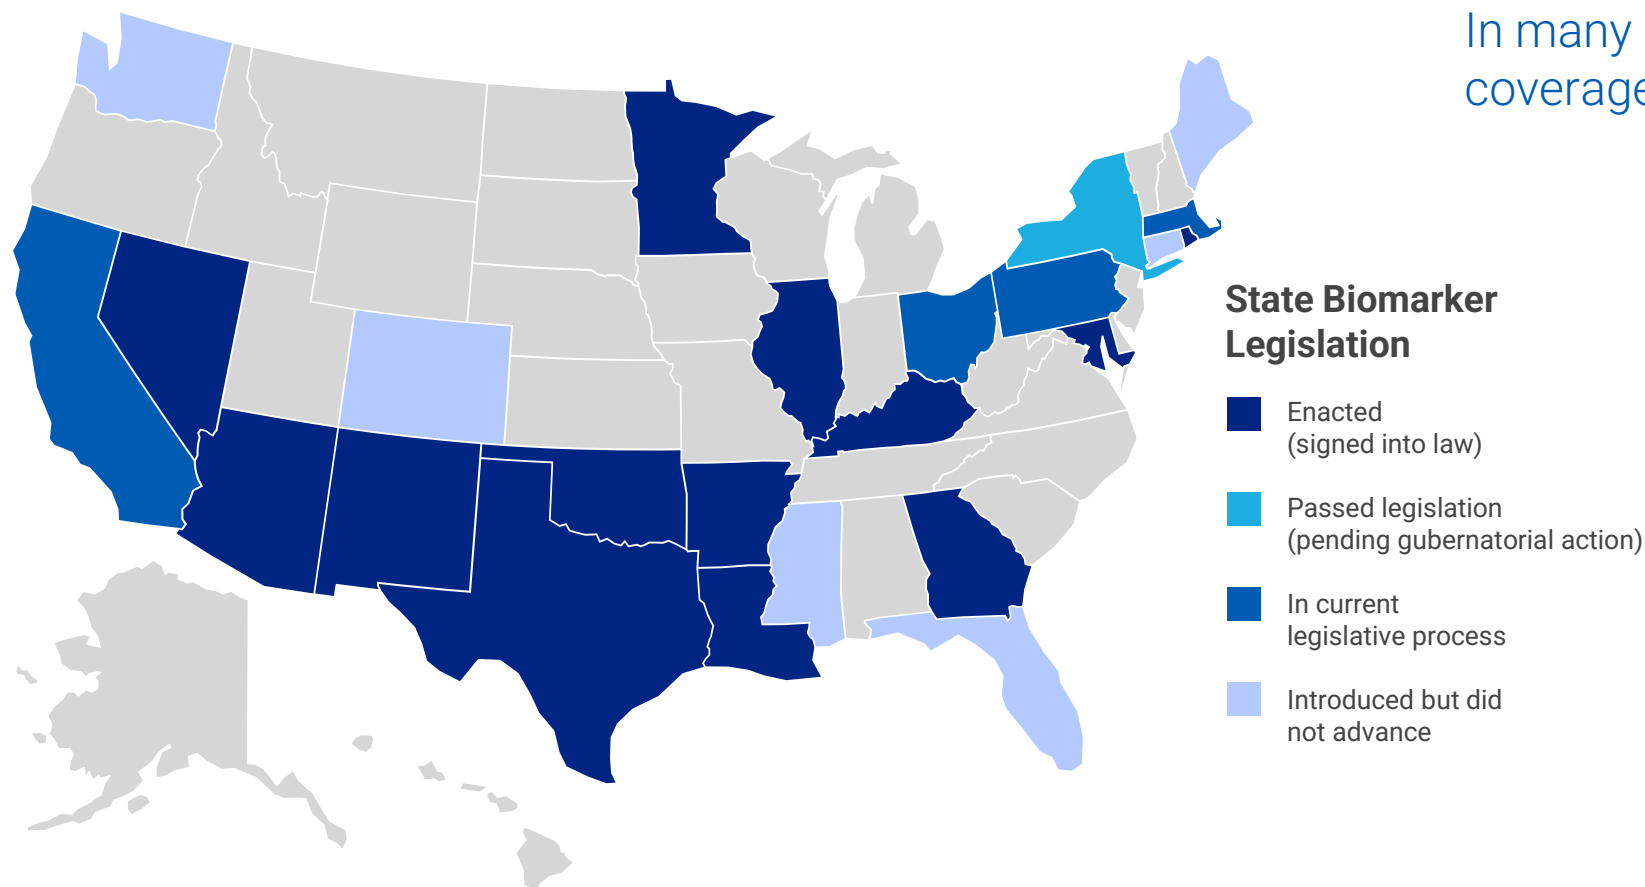 In many
coverage
State Biomarker
Legislation
Enacted
(signed into law)
Passed legislation
(pending gubernatorial action)
In current
legislative process
Introduced but did
not advance